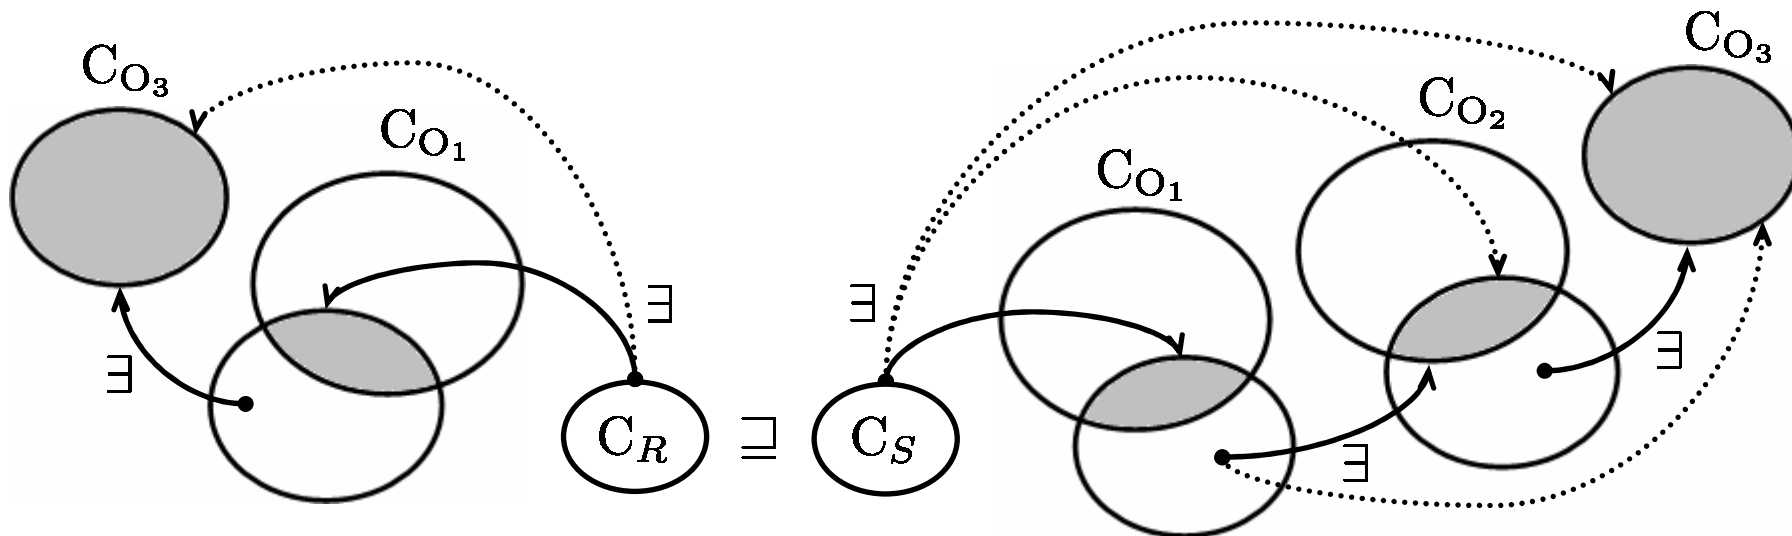 C_{O_3}
C_{O_1}
∃
∃
C_R ⊒ C_S
∃
C_{O_1}
C_{O_2}
C_{O_3}
∃
∃